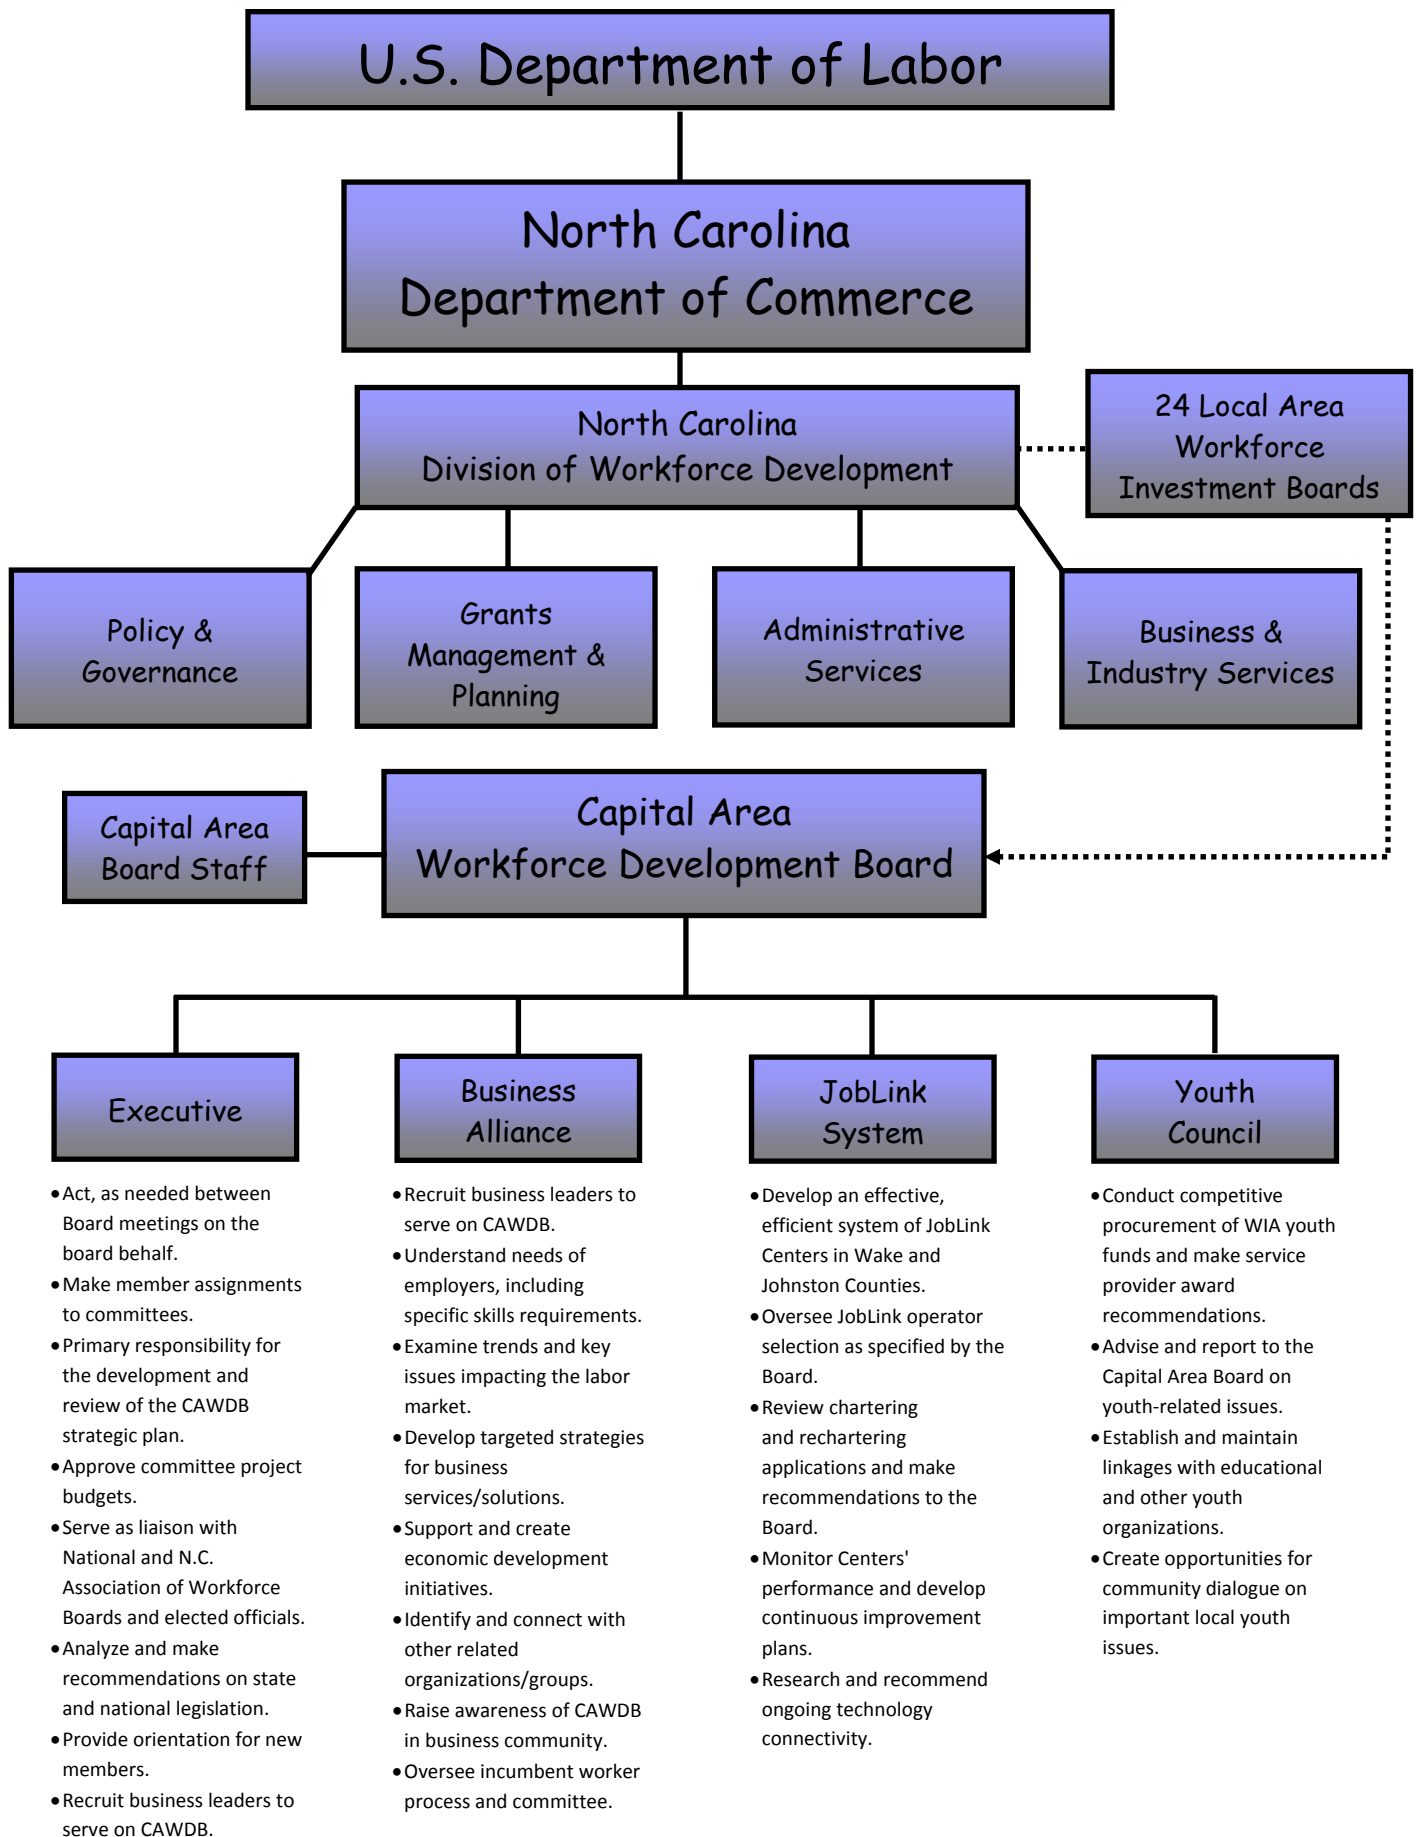 U.S. Department of Labor
North Carolina
Department of Commerce
North Carolina
Division of Workforce Development
24 Local Area
Workforce
Investment Boards
Policy &
Governance
Grants
Management &
Planning
Administrative
Services
Business &
Industry Services
Capital Area
Board Staff
Capital Area
Workforce Development Board
Executive
•Act, as needed between
Board meetings on the
board behalf.
•Make member assignments
to committees.
•Primary responsibility for
the development and
review of the CAWDB
strategic plan.
•Approve committee project
budgets.
•Serve as liaison with
National and N.C.
Association of Workforce
Boards and elected officials.
•Analyze and make
recommendations on state
and national legislation.
•Provide orientation for new
members.
•Recruit business leaders to
serve on CAWDB.
Business
Alliance
•Recruit business leaders to
serve on CAWDB.
•Understand needs of
employers, including
specific skills requirements.
•Examine trends and key
issues impacting the labor
market.
•Develop targeted strategies
for business
services/solutions.
•Support and create
economic development
initiatives.
•Identify and connect with
other related
organizations/groups.
•Raise awareness of CAWDB
in business community.
•Oversee incumbent worker
process and committee.
JobLink
System
•Develop an effective,
efficient system of JobLink
Centers in Wake and
Johnston Counties.
•Oversee JobLink operator
selection as specified by the
Board.
•Review chartering
and rechartering
applications and make
recommendations to the
Board.
•Monitor Centers'
performance and develop
continuous improvement
plans.
•Research and recommend
ongoing technology
connectivity.
Youth
Council
•Conduct competitive
procurement of WIA youth
funds and make service
provider award
recommendations.
•Advise and report to the
Capital Area Board on
youth-related issues.
•Establish and maintain
linkages with educational
and other youth
organizations.
•Create opportunities for
community dialogue on
important local youth
issues.